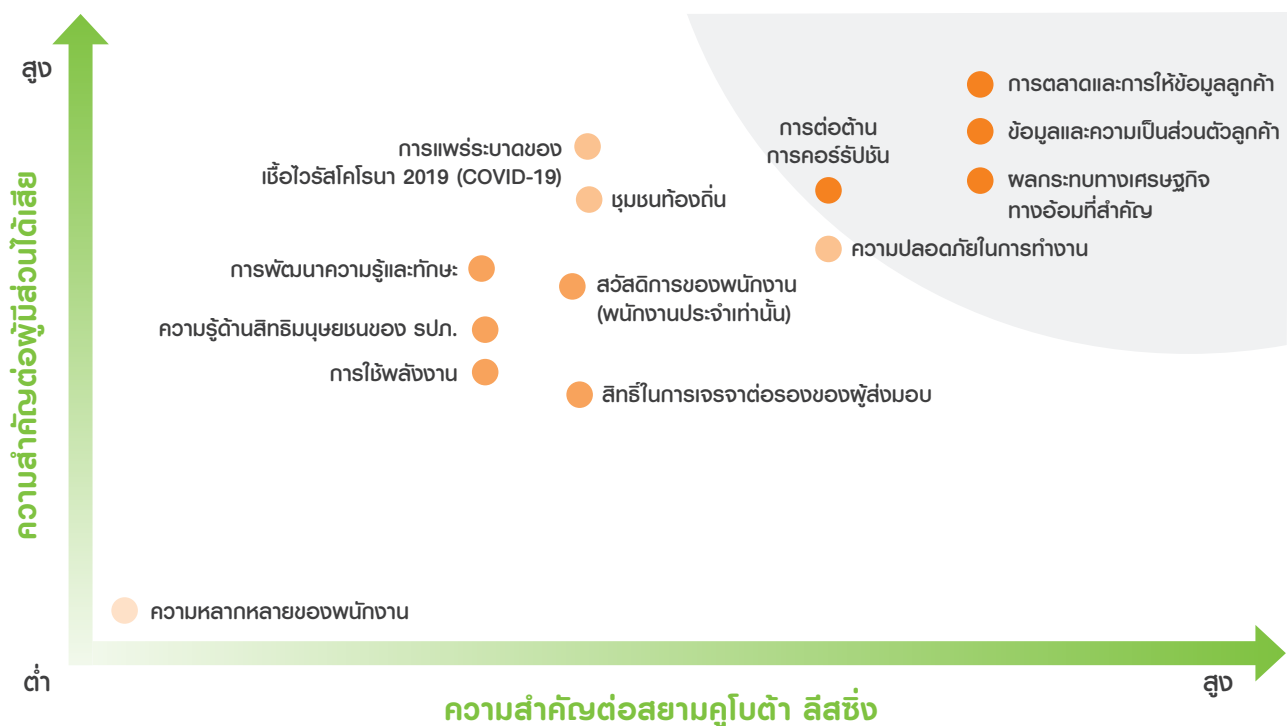 สูง
ความสำคัญต่อผู้มีส่วนได้เสีย
การตลาดและการให้ข้อมูลลูกค้า
การต่อต้าน
การคอร์รัปชัน
ข้อมูลและความเป็นส่วนตัวลูกค้า
การแพร่ระบาดของ
เชื้อไวรัสโคโรนา 2019 (COVID-19)
ผลกระทบทางเศรษฐกิจ
ทางอ้อมที่สำคัญ
ชุมชนท้องถิ่น
ความปลอดภัยในการทำงาน
การพัฒนาความรู้และทักษะ
สวัสดิการของพนักงาน
(พนักงานประจำเท่านั้น)
ความรู้ด้านสิทธิมนุษยชนของ รปภ.
การใช้พลังงาน
สิทธิ์ในการเจรจาต่อรองของผู้ส่งมอบ
ความหลากหลายของพนักงาน
ต่ำ
สูง
ความสำคัญต่อสยามคูโบต้า ลีสซิ่ง